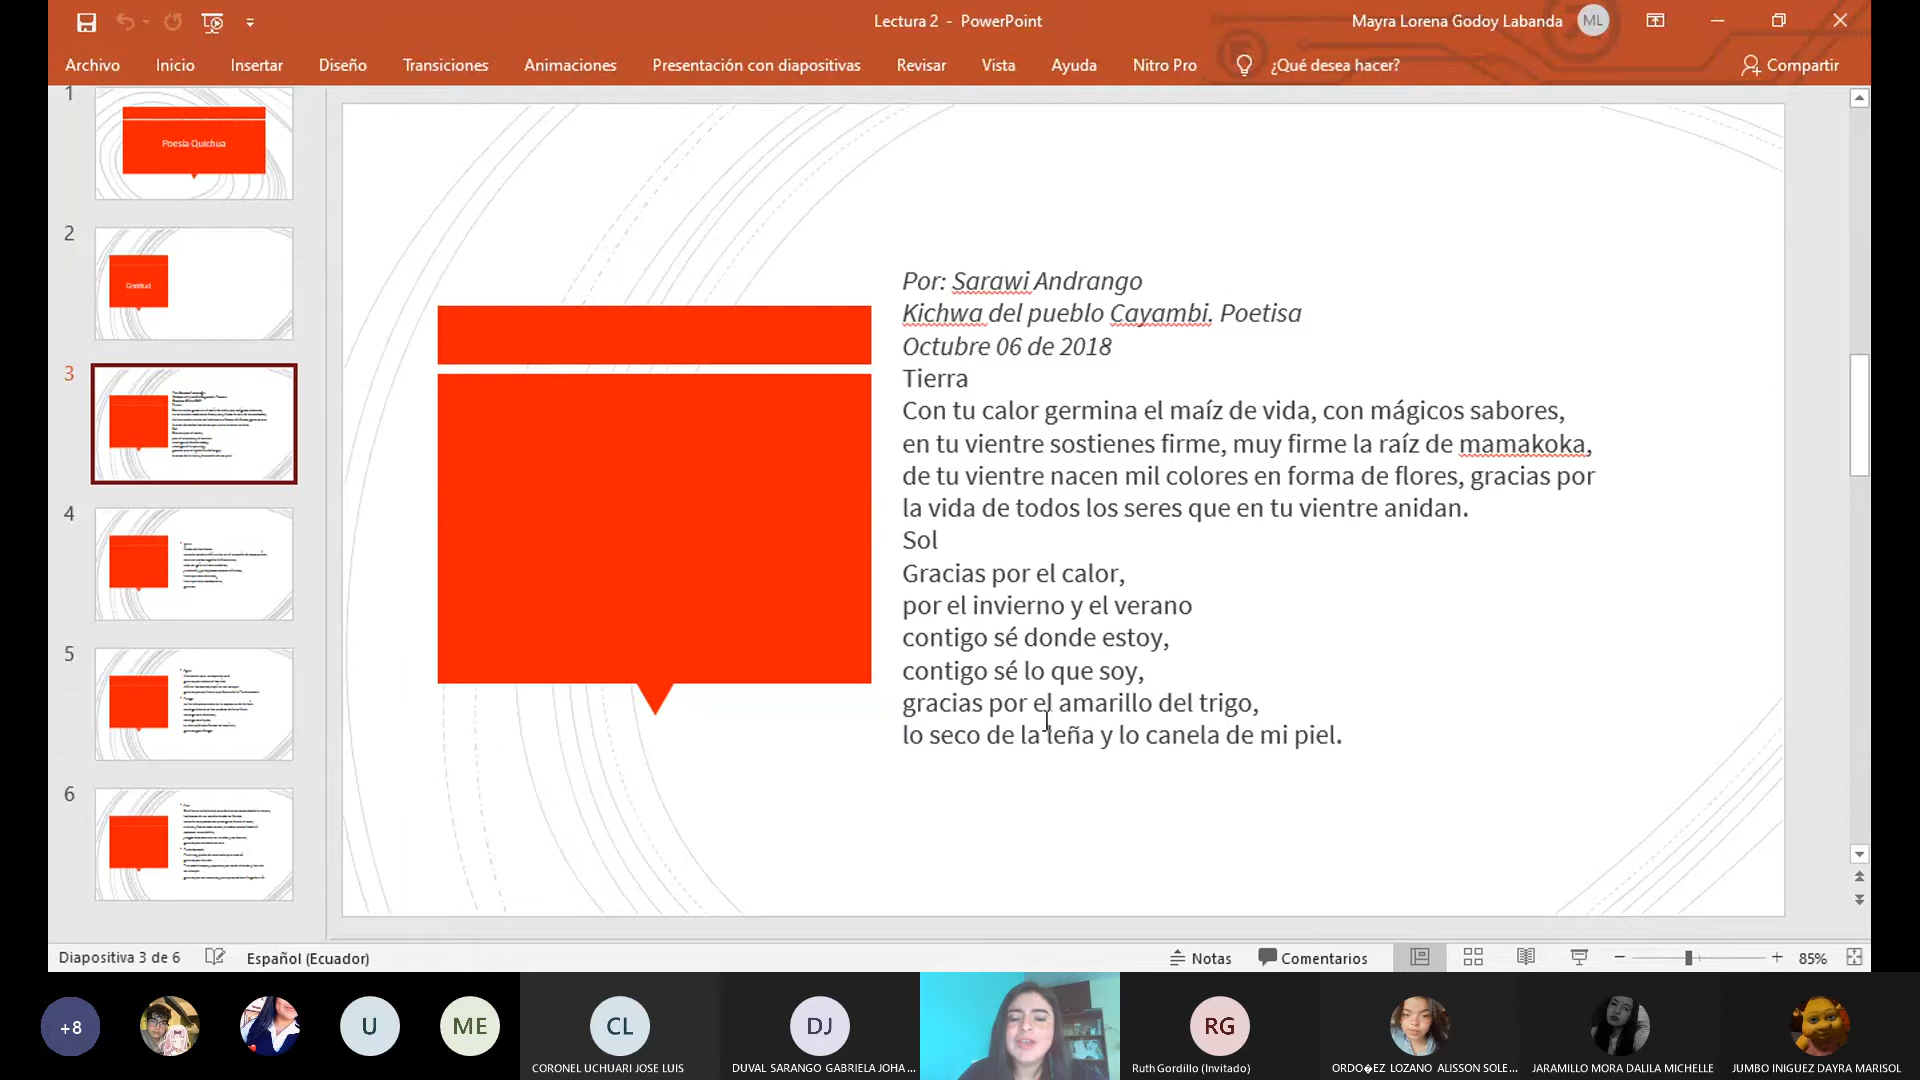 Lectura 2 - PowerPoint
Mayra Lorena Godoy Labanda
ML
Archivo
Inicio
Insertar
Diseño
Transiciones
Animaciones
Presentación con diapositivas
Revisar
Vista
Ayuda
Nitro Pro
¿Qué desea hacer?
Compartir
1
Poesía Quichua
2
Gratitud
3
4
5
6
Por: Sarawi Andrango
Kichwa del pueblo Cayambi. Poetisa
Octubre 06 de 2018
Tierra
Con tu calor germina el maíz de vida, con mágicos sabores,
en tu vientre sostienes firme, muy firme la raíz de mamakoka,
de tu vientre nacen mil colores en forma de flores, gracias por
la vida de todos los seres que en tu vientre anidan.
Sol
Gracias por el calor,
por el invierno y el verano
contigo sé donde estoy,
contigo sé lo que soy,
gracias por el amarillo del trigo,
lo seco de la leña y lo canela de mi piel.
Diapositiva 3 de 6
Español (Ecuador)
Notas
Comentarios
85%
+8
U
ME
CL
CORONEL UCHUARI JOSE LUIS
DJ
DUVAL SARANGO GABRIELA JOHA ...
RG
Ruth Gordillo (Invitado)
ORDO�EZ LOZANO ALISSON SOLE...
JARAMILLO MORA DALILA MICHELLE
JUMBO INIGUEZ DAYRA MARISOL